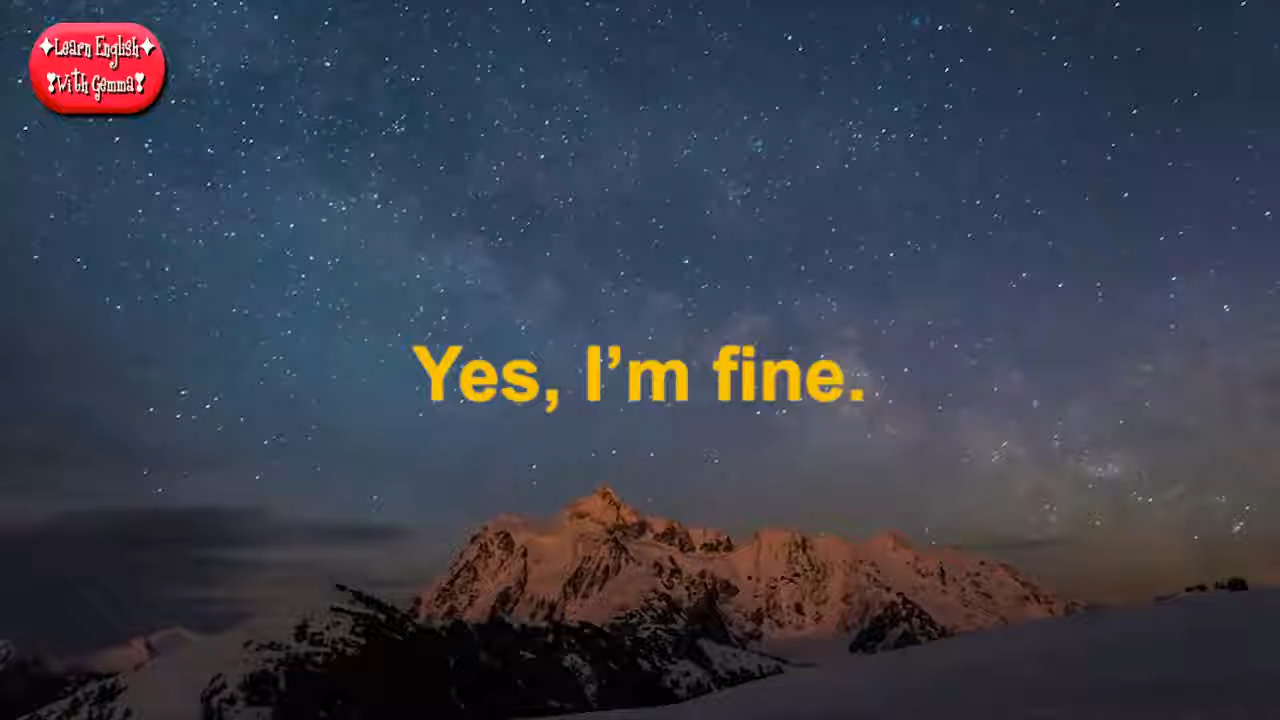 ✦Learn English✦
❣With Gemma❣
Yes, I’m fine.